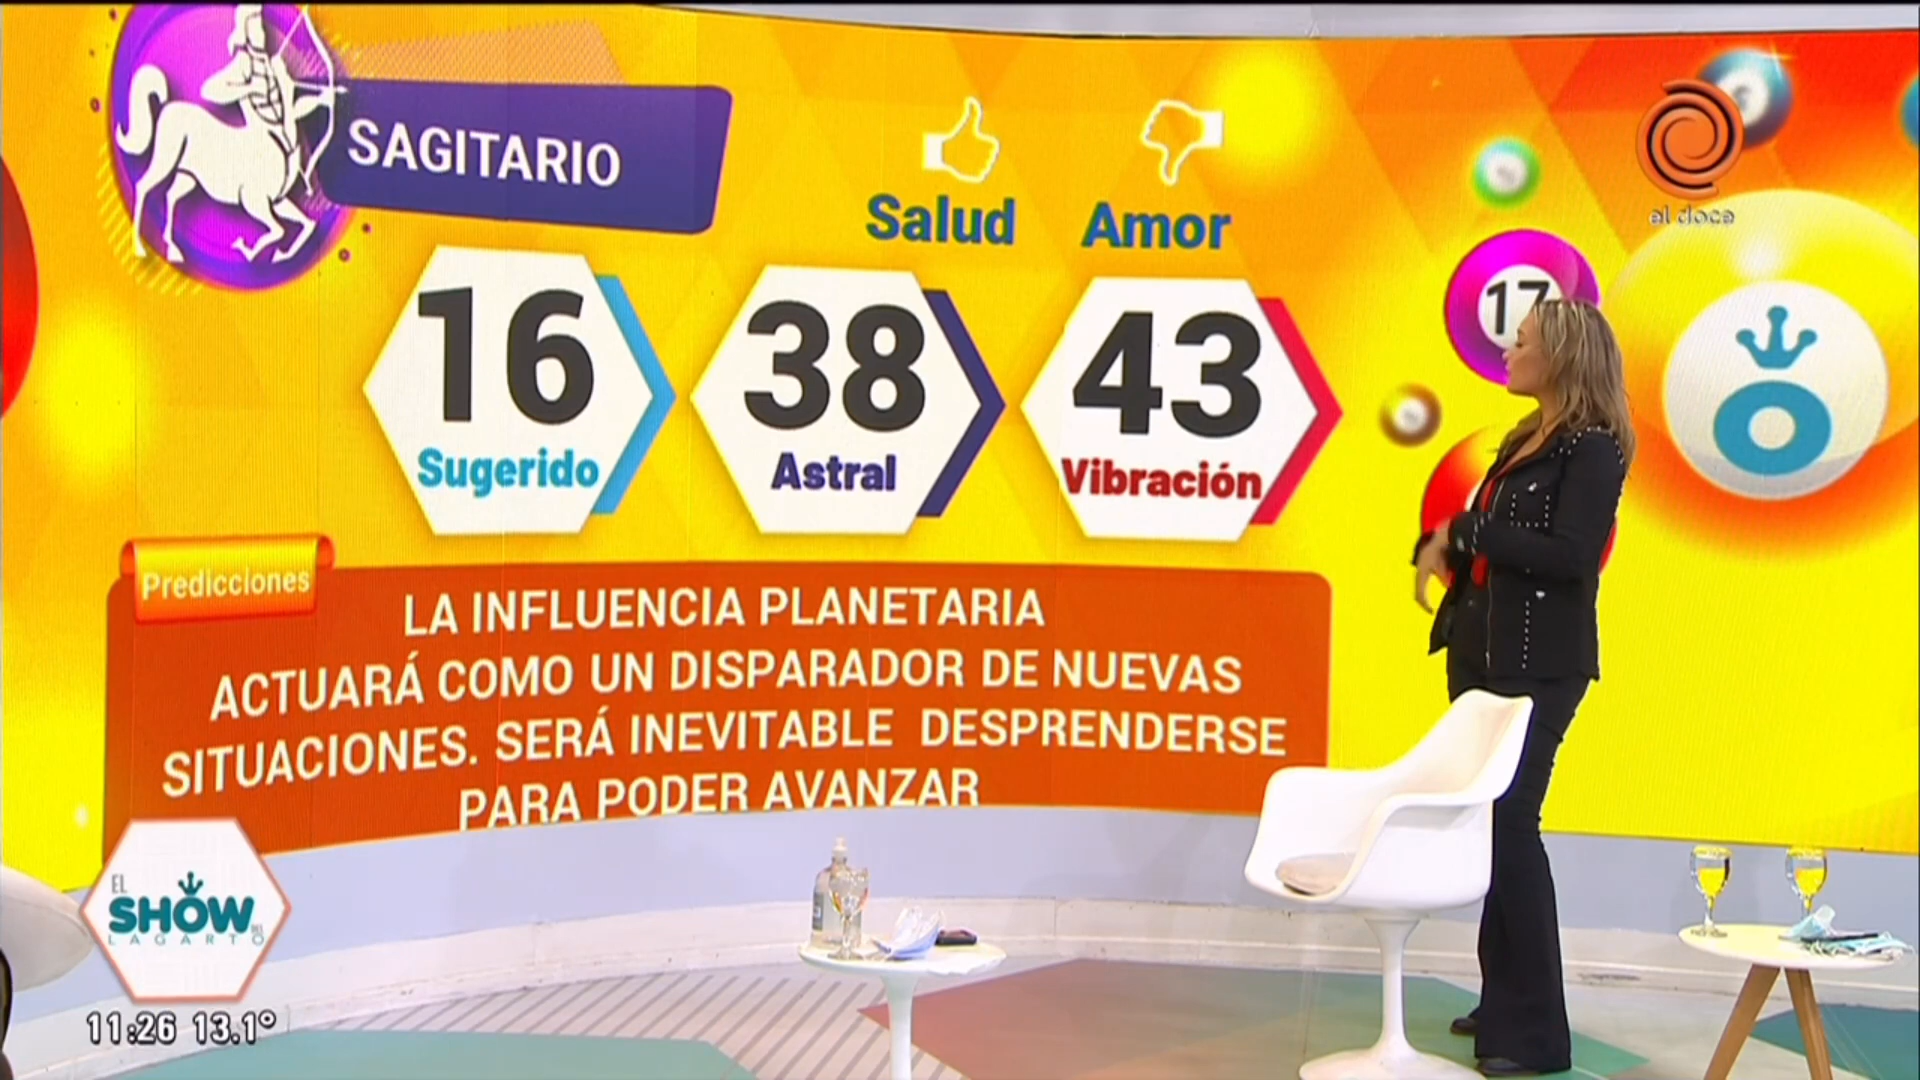 SAGITARIO
Salud
Amor
el doce
16
Sugerido
38
Astral
43
Vibración
17
Predicciones
LA INFLUENCIA PLANETARIA
ACTUARÁ COMO UN DISPARADOR DE NUEVAS
SITUACIONES. SERÁ INEVITABLE DESPRENDERSE
PARA PODER AVANZAR
EL
SHOW
DEL
LAGARTO
11:26 13.1°